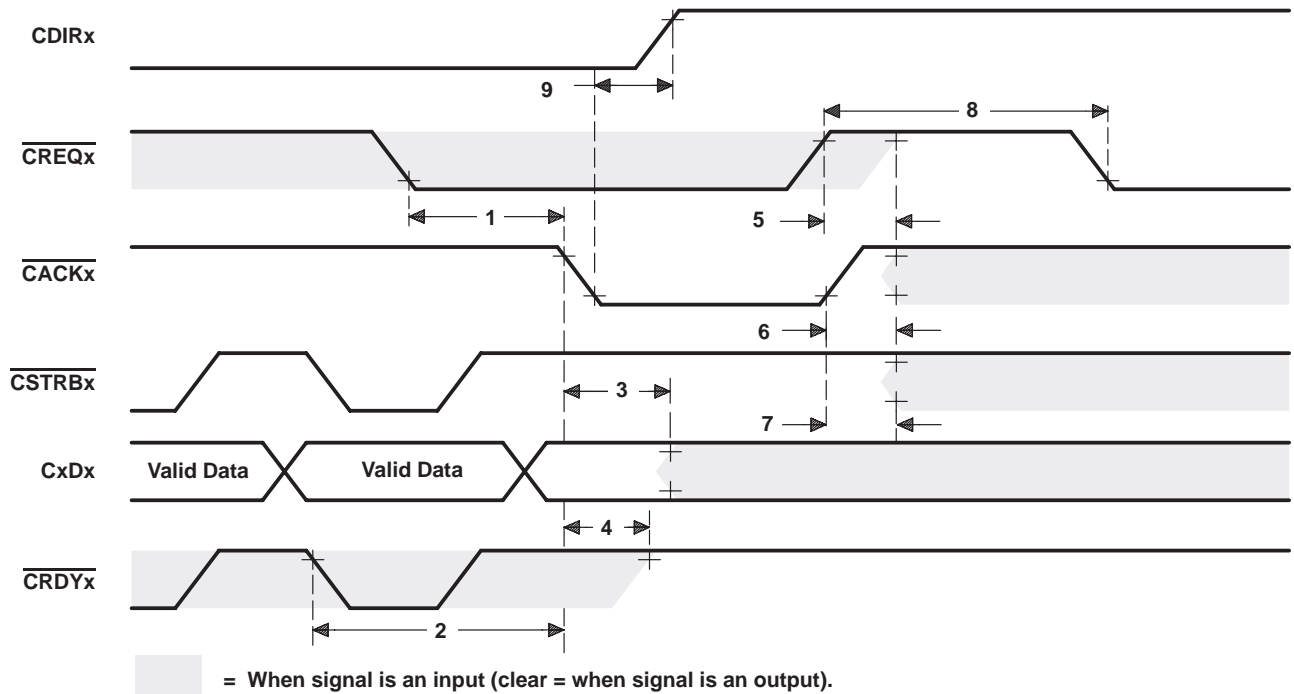 CDIRx
9
8
CREQx
1
5
CACKx
6
CSTRBx
3
7
CxDx
Valid Data
Valid Data
4
CRDYx
2
= When signal is an input (clear = when signal is an output).